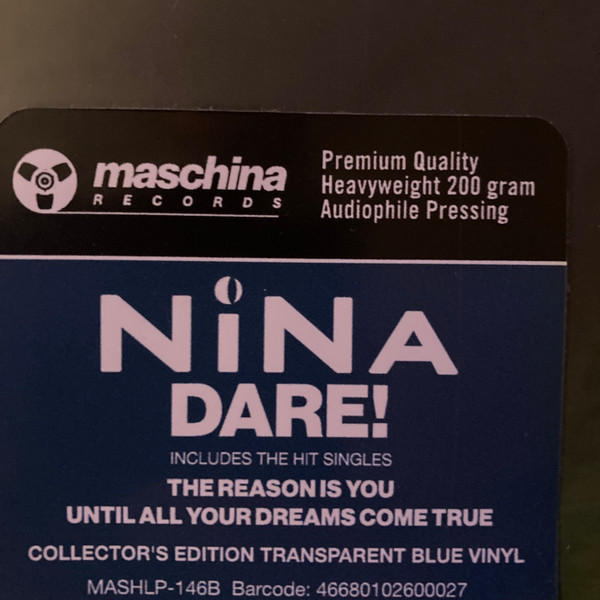 maschina
RECORDS
Premium Quality
Heavyweight 200 gram
Audiophile Pressing
NiNA
DARE!
INCLUDES THE HIT SINGLES
THE REASON IS YOU
UNTIL ALL YOUR DREAMS COME TRUE
COLLECTOR'S EDITION TRANSPARENT BLUE VINYL
MASHLP-146B Barcode: 46680102600027